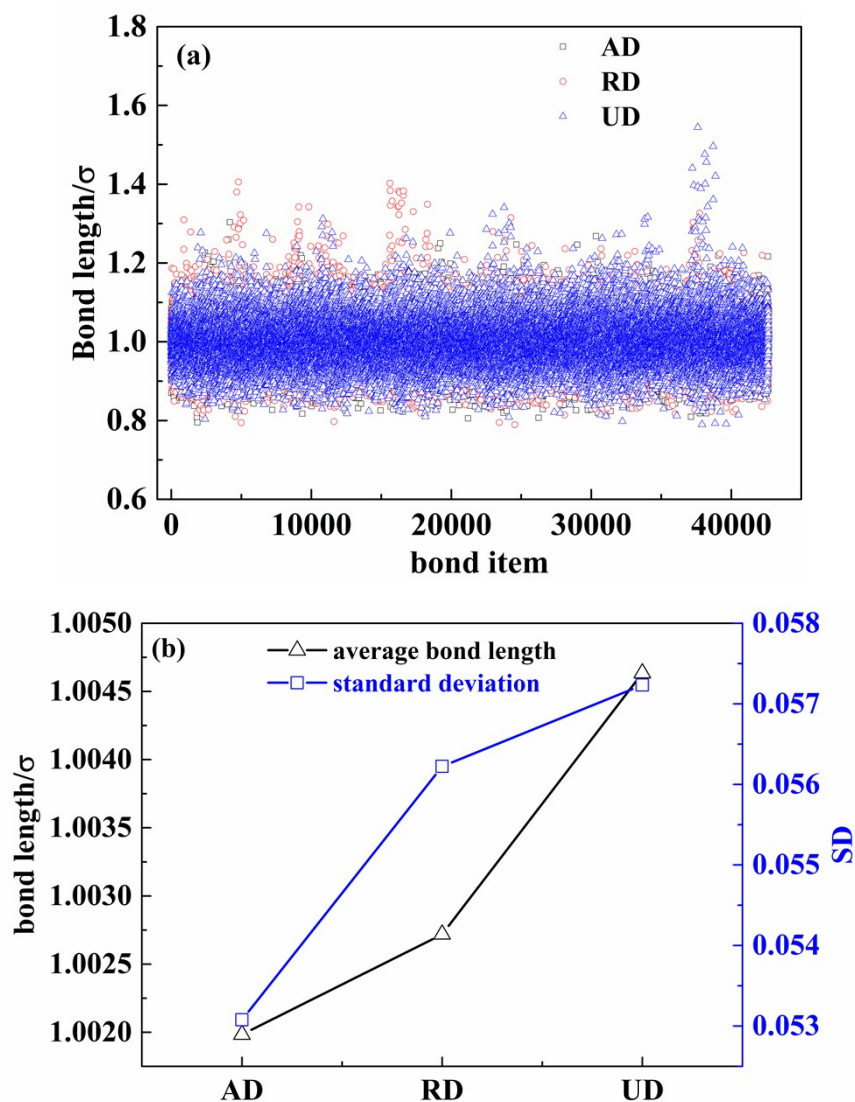 (a)
AD
RD
UD
1.8
1.6
1.4
1.2
1.0
0.8
0.6
Bond length/σ
0 10000 20000 30000 40000
bond item
(b)
average bond length
standard deviation
1.0050
1.0045
1.0040
1.0035
1.0030
1.0025
1.0020
bond length/σ
0.058
0.057
0.056
0.055
0.054
0.053
SD
AD RD UD